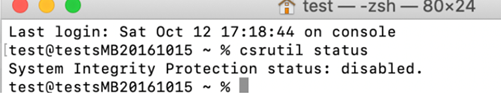 test — -zsh — 80×24
Last login: Sat Oct 12 17:18:44 on console
[test@testsMB20161015 ~ % csrutil status
System Integrity Protection status: disabled.
test@testsMB20161015 ~ %